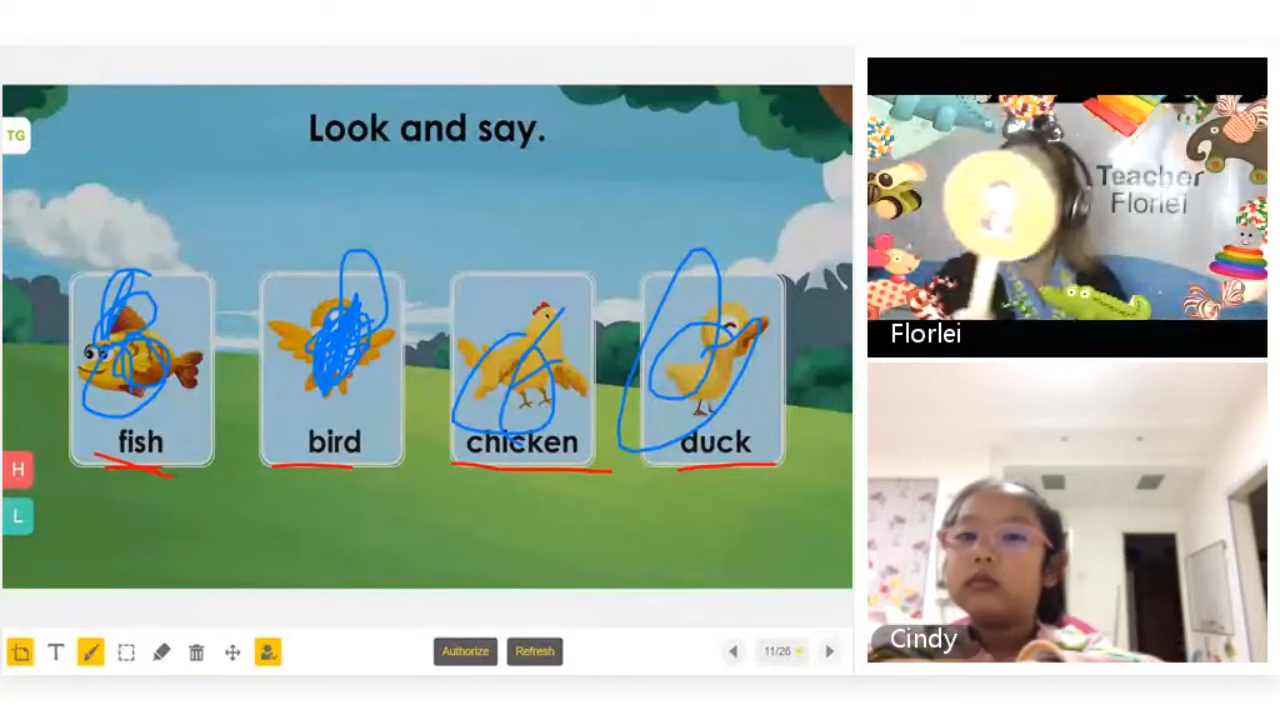 TG
Look and say.
fish
bird
chicken
duck
H
L
T
Authorize
Refresh
11/26
Teacher
Florlei
Florlei
Cindy